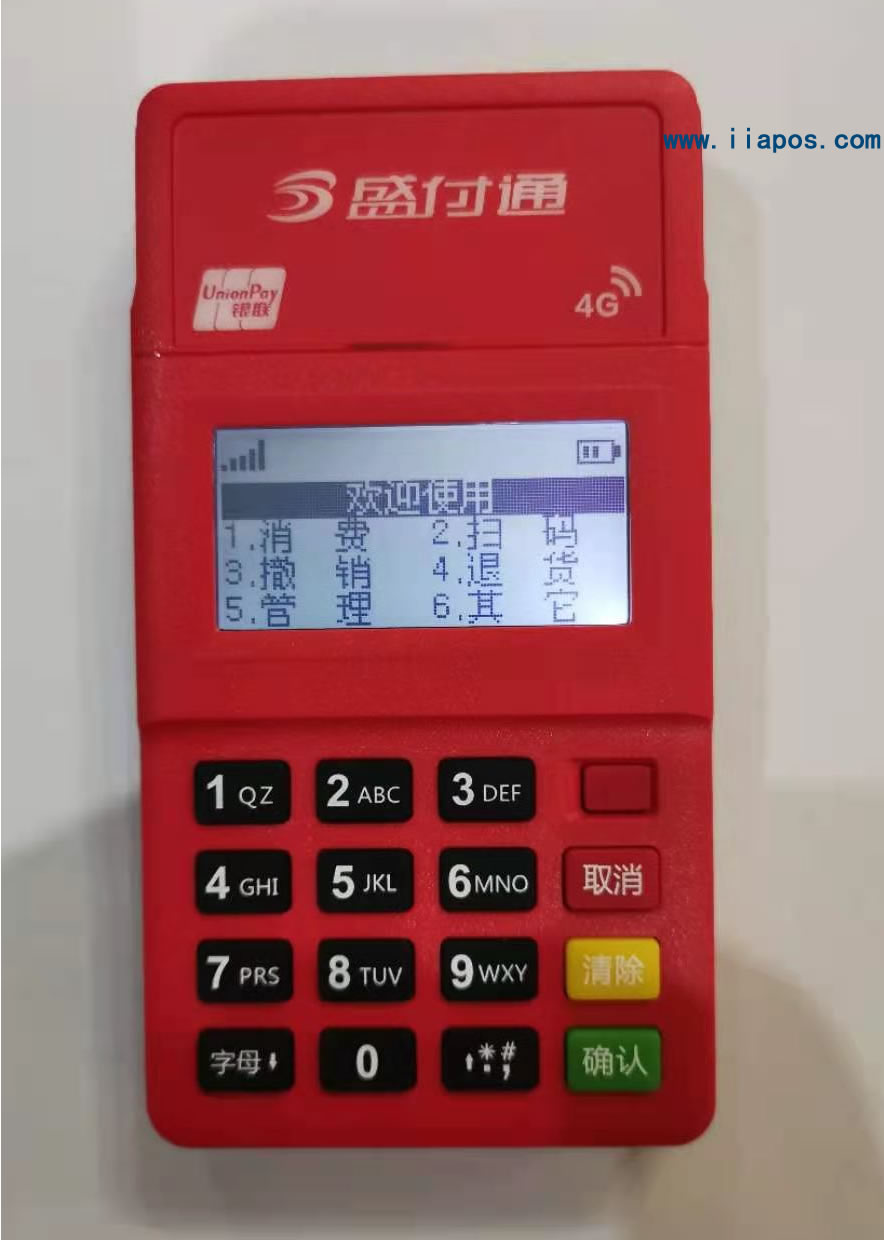 www.iiapos.com
盛付通
UnionPay
银联
4G
欢迎使用
1.消 费 2.扫 码
3.撤 销 4.退 货
5.管 理 6.其 它
1 QZ 2 ABC 3 DEF
4 GHI 5 JKL 6 MNO 取消
7 PRS 8 TUV 9 WXY 清除
字母⬇ 0 ⬆*#., 确认